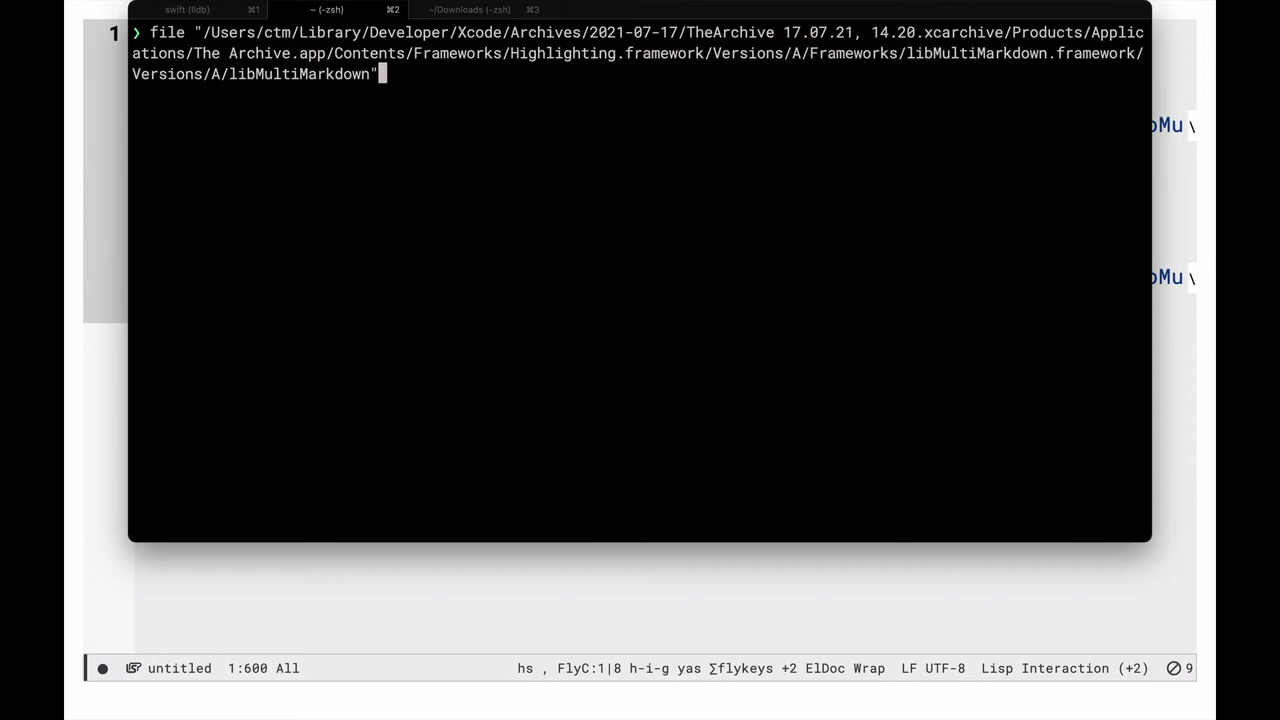 swift (lldb) ⌘1 ~ (-zsh) ⌘2 ~/Downloads (-zsh) ⌘3
1
❯ file "/Users/ctm/Library/Developer/Xcode/Archives/2021-07-17/TheArchive 17.07.21, 14.20.xcarchive/Products/Applic
ations/The Archive.app/Contents/Frameworks/Highlighting.framework/Versions/A/Frameworks/libMultiMarkdown.framework/
Versions/A/libMultiMarkdown"
bMu \
bMu \
untitled 1:600 All hs , FlyC:1|8 h-i-g yas ∑flykeys +2 ElDoc Wrap LF UTF-8 Lisp Interaction (+2) 9